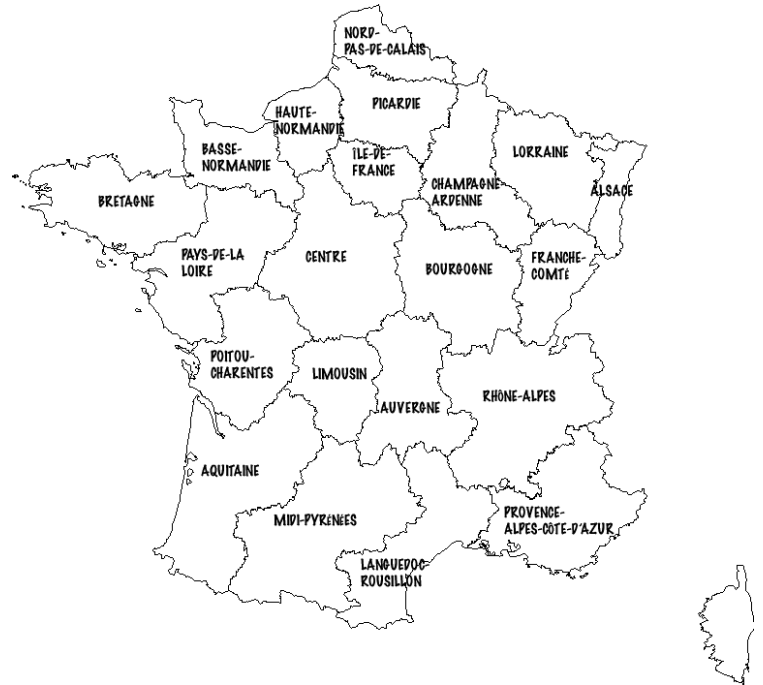 NORD-
PAS-DE-CALAIS
PICARDIE
HAUTE-
NORMANDIE
BASSE-
NORMANDIE
ÎLE-DE-
FRANCE
LORRAINE
CHAMPAGNE
ARDENNE
ALSACE
BRETAGNE
PAYS-DE-LA
LOIRE
CENTRE
BOURGOGNE
FRANCHE-
COMTÉ
POITOU-
CHARENTES
LIMOUSIN
AUVERGNE
RHÔNE-ALPES
AQUITAINE
MIDI-PYRÉNÉES
PROVENCE-
ALPES-CÔTE-D'AZUR
LANGUEDOC-
ROUSILLON